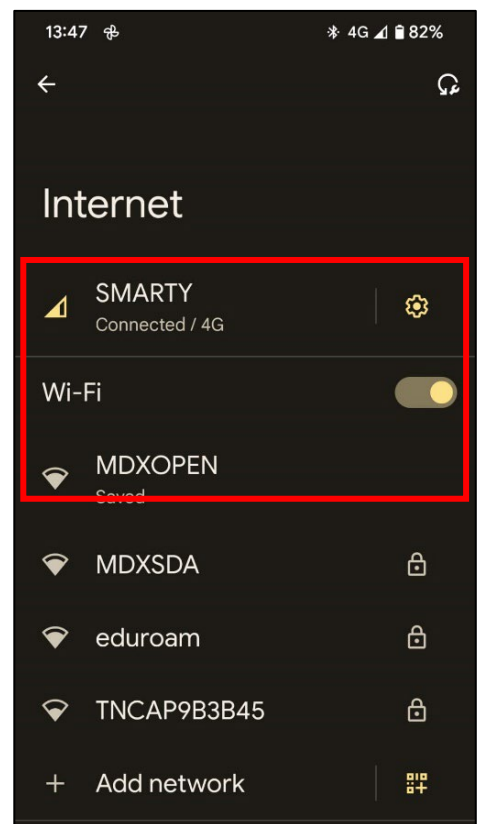 13:47 4G 82%
Internet
SMARTY
Connected / 4G
Wi-Fi
MDXOPEN
Saved
MDXSDA
eduroam
TNCAP9B3B45
+ Add network